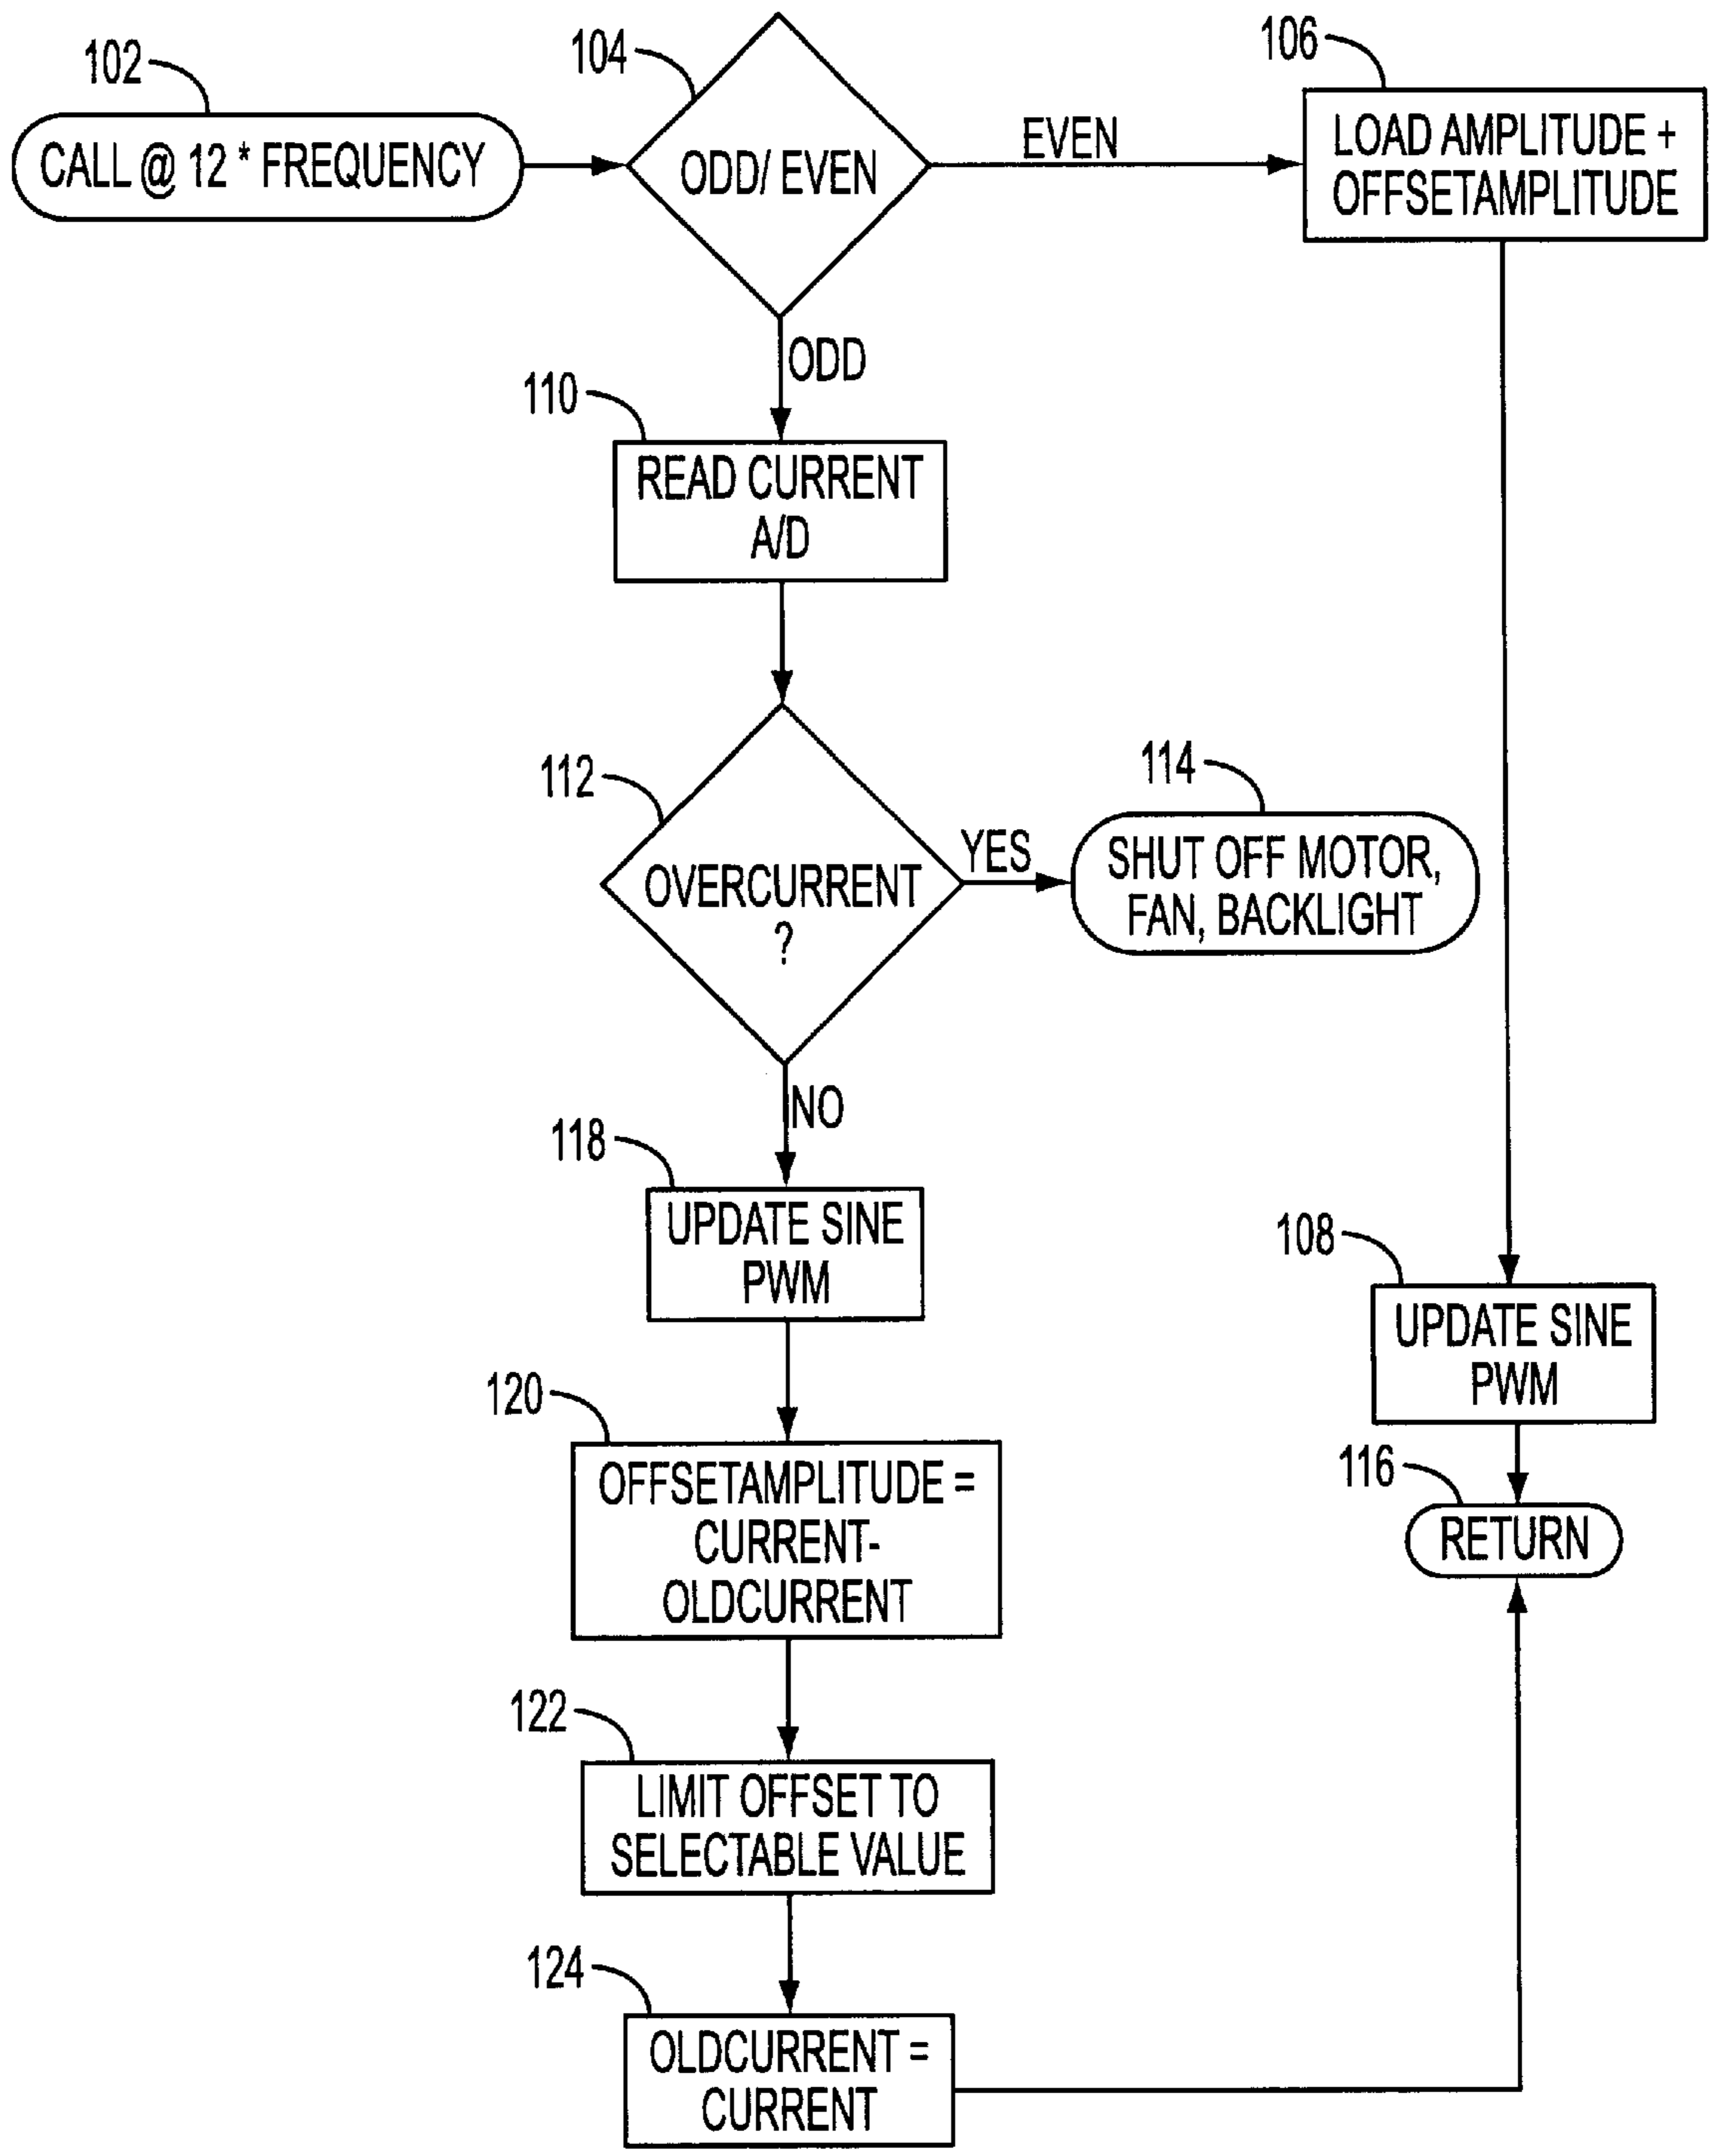 102
CALL @ 12 * FREQUENCY
104
ODD/ EVEN
EVEN
106
LOAD AMPLITUDE +
OFFSETAMPLITUDE
ODD
110
READ CURRENT
A/D
112
OVERCURRENT
?
YES
114
SHUT OFF MOTOR,
FAN, BACKLIGHT
NO
118
UPDATE SINE
PWM
108
UPDATE SINE
PWM
120
OFFSETAMPLITUDE =
CURRENT-
OLDCURRENT
116
RETURN
122
LIMIT OFFSET TO
SELECTABLE VALUE
124
OLDCURRENT =
CURRENT